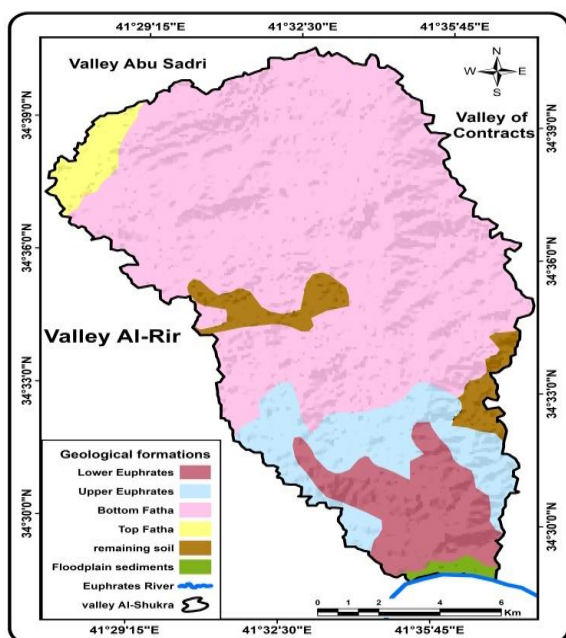 41°29'15"E 41°32'30"E 41°35'45"E
Valley Abu Sadri
N
W E
S
Valley of
Contracts
34°39'0"N
34°39'0"N
34°36'0"N
34°36'0"N
Valley Al-Rir
34°33'0"N
34°33'0"N
Geological formations
Lower Euphrates
Upper Euphrates
Bottom Fatha
Top Fatha
remaining soil
Floodplain sediments
Euphrates River
valley Al-Shukra
34°30'0"N
34°30'0"N
0 1 2 4 6
Km
41°29'15"E 41°32'30"E 41°35'45"E